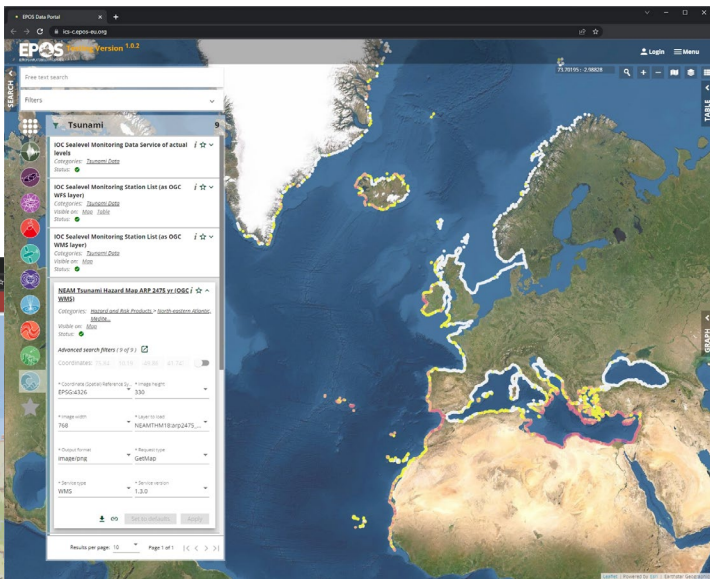 EPOS Data Portal
ics-c.epos-eu.org
EPOS
Version 1.0.2
Login
Menu
SEARCH
Free text search
73.70195 : -2.98828
Filters
TABLE
Tsunami
9
IOC Sealevel Monitoring Data Service of actual
levels
Categories: Tsunami Data
Status:
IOC Sealevel Monitoring Station List (as OGC
WFS layer)
Categories: Tsunami Data
Visible on: Map Table
Status:
IOC Sealevel Monitoring Station List (as OGC
WMS layer)
Categories: Tsunami Data
Visible on: Map
Status:
NEAM Tsunami Hazard Map ARP 2475 yr (OGC
WMS)
Categories: Hazard and Risk Products > North-eastern Atlantic,
Medite...
Visible on: Map
Status:
GRAPH
Advanced search filters ( 9 of 9 )
Coordinates:
* Coordinate (Spatial) Reference Sy... * Image height
EPSG:4326 330
* Image width * Layer to load
768 NEAMTHM18:arp2475_...
* Output format * Request type
image/png GetMap
* Service type * Service version
WMS 1.3.0
Set to defaults Apply
Results per page: 10 Page 1 of 1
Leaflet | Powered by Esri | Earthstar Geographics